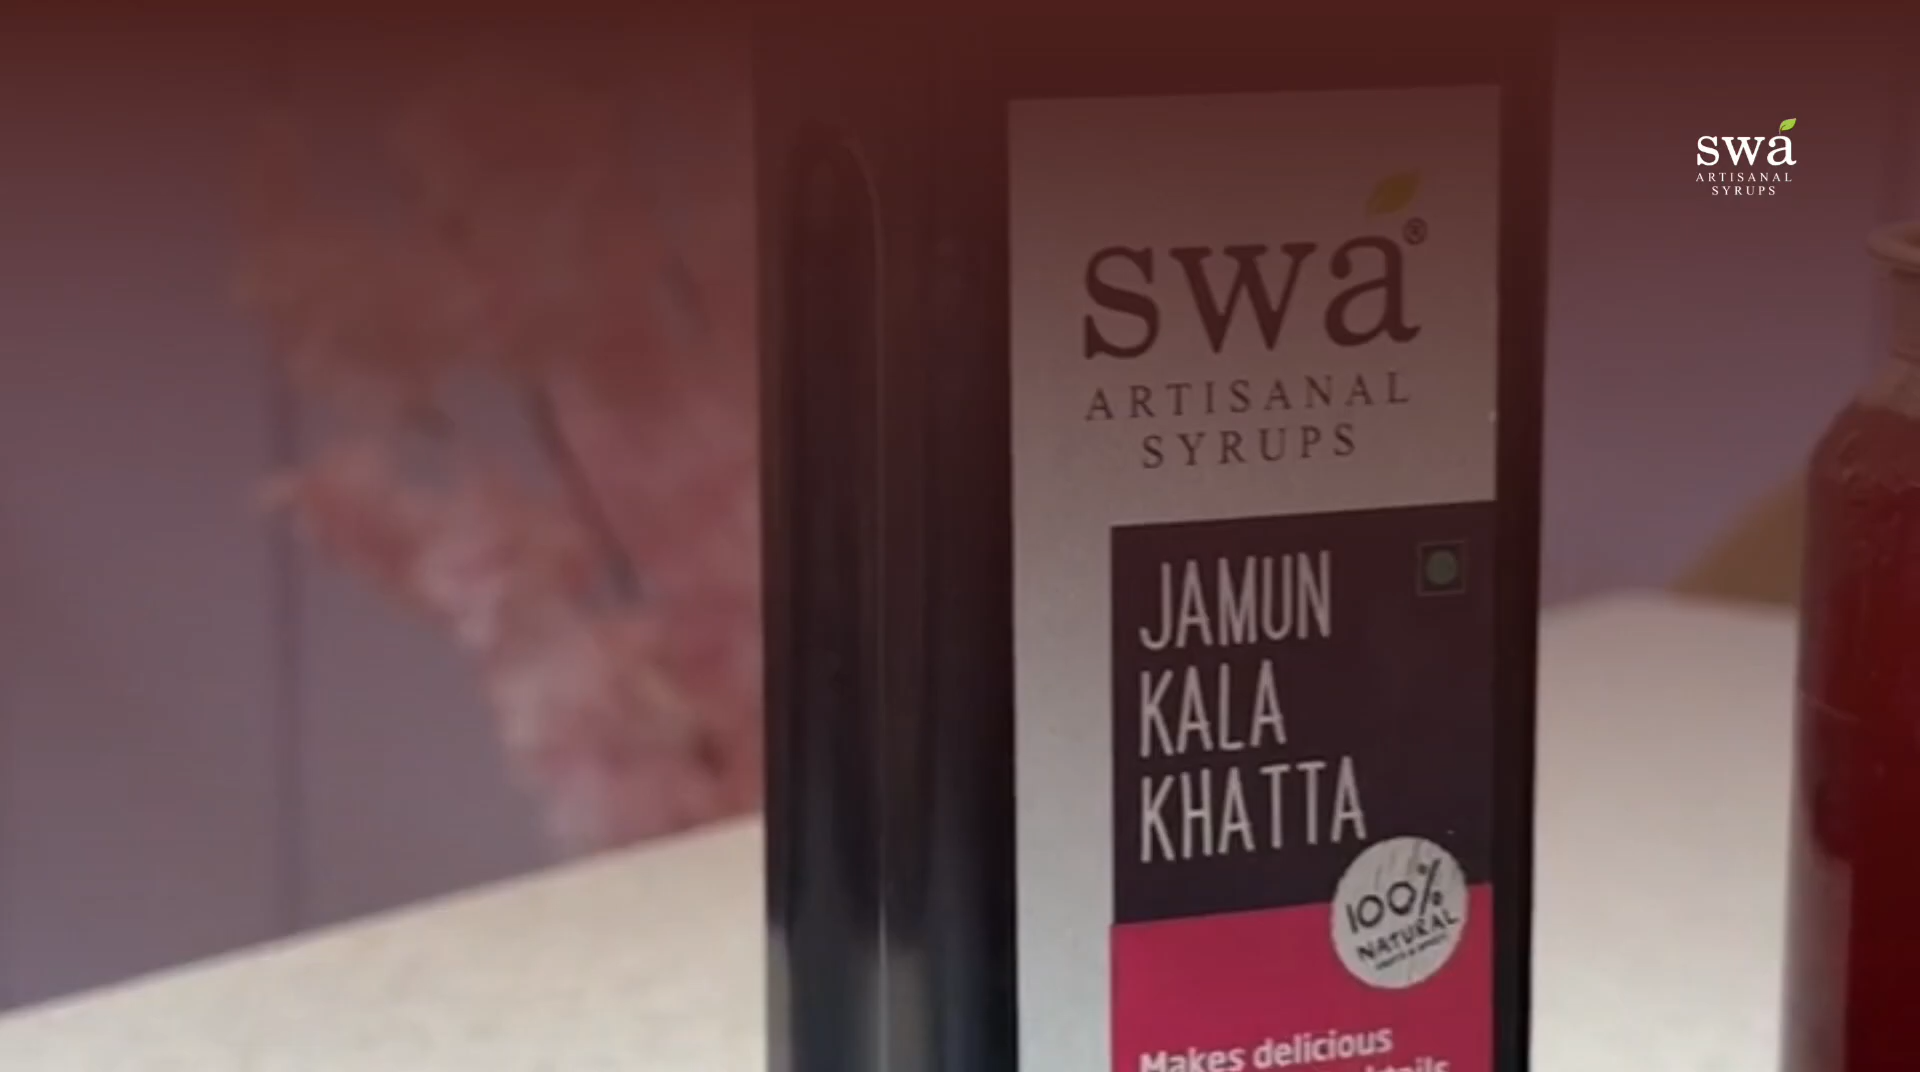 swa
ARTISANAL
SYRUPS
swa®
ARTISANAL
SYRUPS
JAMUN
KALA
KHATTA
100%
NATURAL
Makes delicious